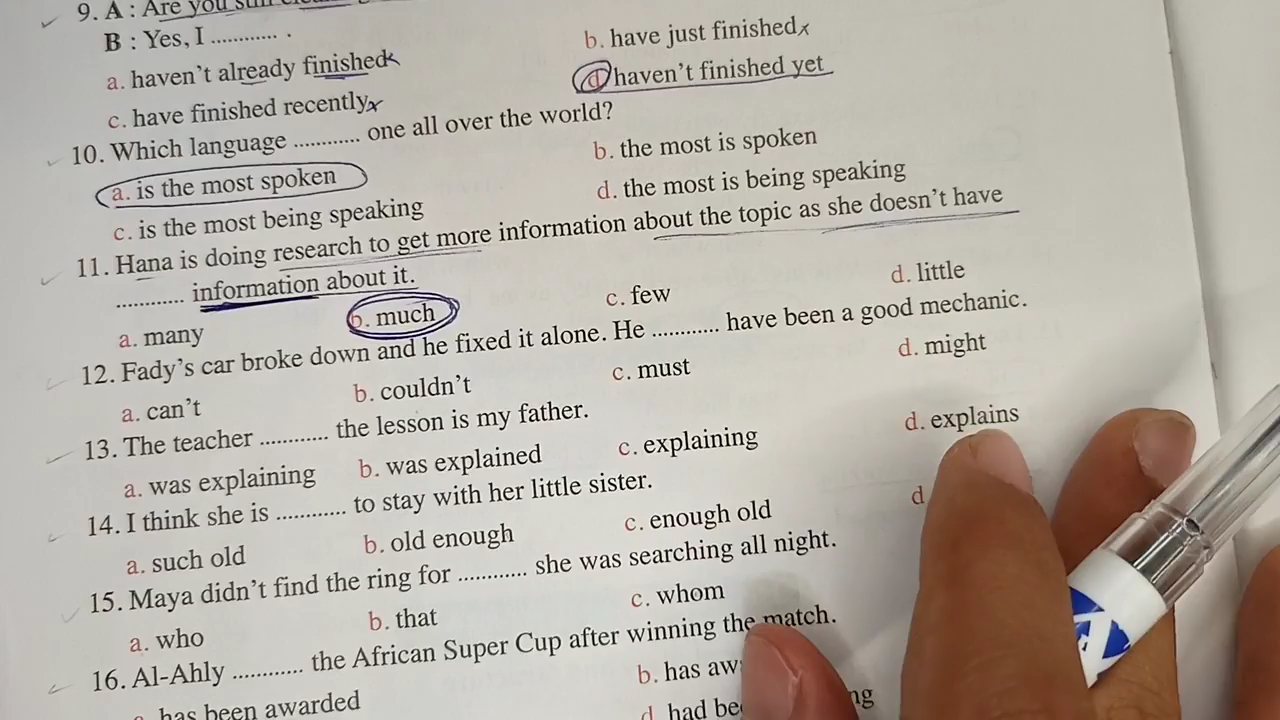 9. A : Are you still
B : Yes, I ............ .
a. haven't already finished
b. have just finished x
c. have finished recently x
d haven't finished yet
10. Which language ............ one all over the world?
a. is the most spoken
b. the most is spoken
c. is the most being speaking
d. the most is being speaking
11. Hana is doing research to get more information about the topic as she doesn't have
............ information about it.
a. many
b. much
c. few
d. little
12. Fady's car broke down and he fixed it alone. He ............ have been a good mechanic.
a. can't
b. couldn't
c. must
d. might
13. The teacher ............ the lesson is my father.
a. was explaining
b. was explained
c. explaining
d. explains
14. I think she is ............ to stay with her little sister.
a. such old
b. old enough
c. enough old
d
15. Maya didn't find the ring for ............ she was searching all night.
a. who
b. that
c. whom
16. Al-Ahly ............ the African Super Cup after winning the match.
has been awarded
b. has
d had